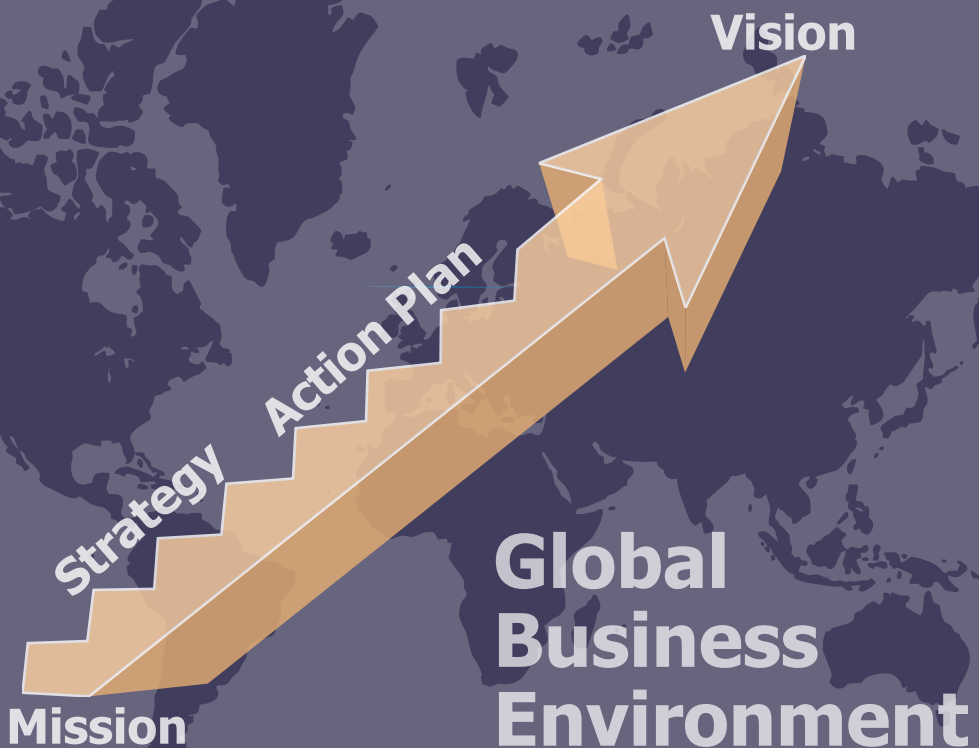 Vision
Action Plan
Strategy
Mission
Global
Business
Environment